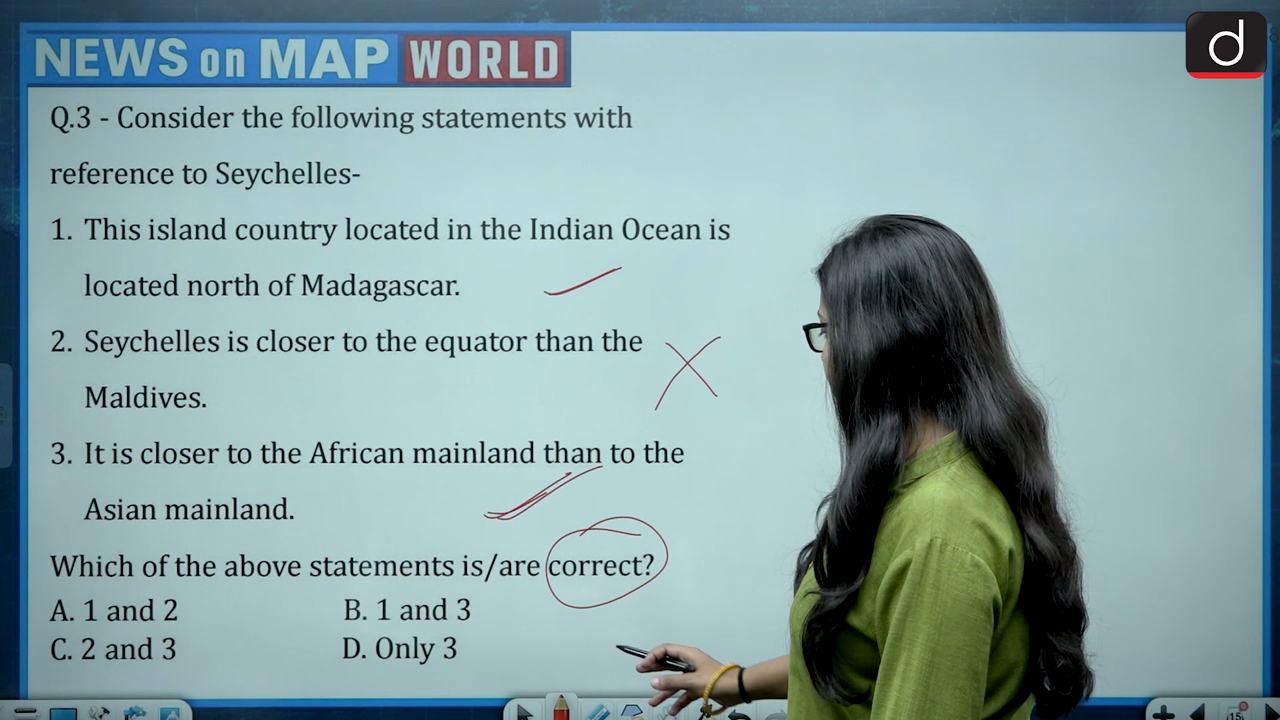 NEWS on MAP WORLD
d
Q.3 - Consider the following statements with
reference to Seychelles-
1. This island country located in the Indian Ocean is
located north of Madagascar.
2. Seychelles is closer to the equator than the
Maldives.
3. It is closer to the African mainland than to the
Asian mainland.
Which of the above statements is/are correct?
A. 1 and 2 B. 1 and 3
C. 2 and 3 D. Only 3
15